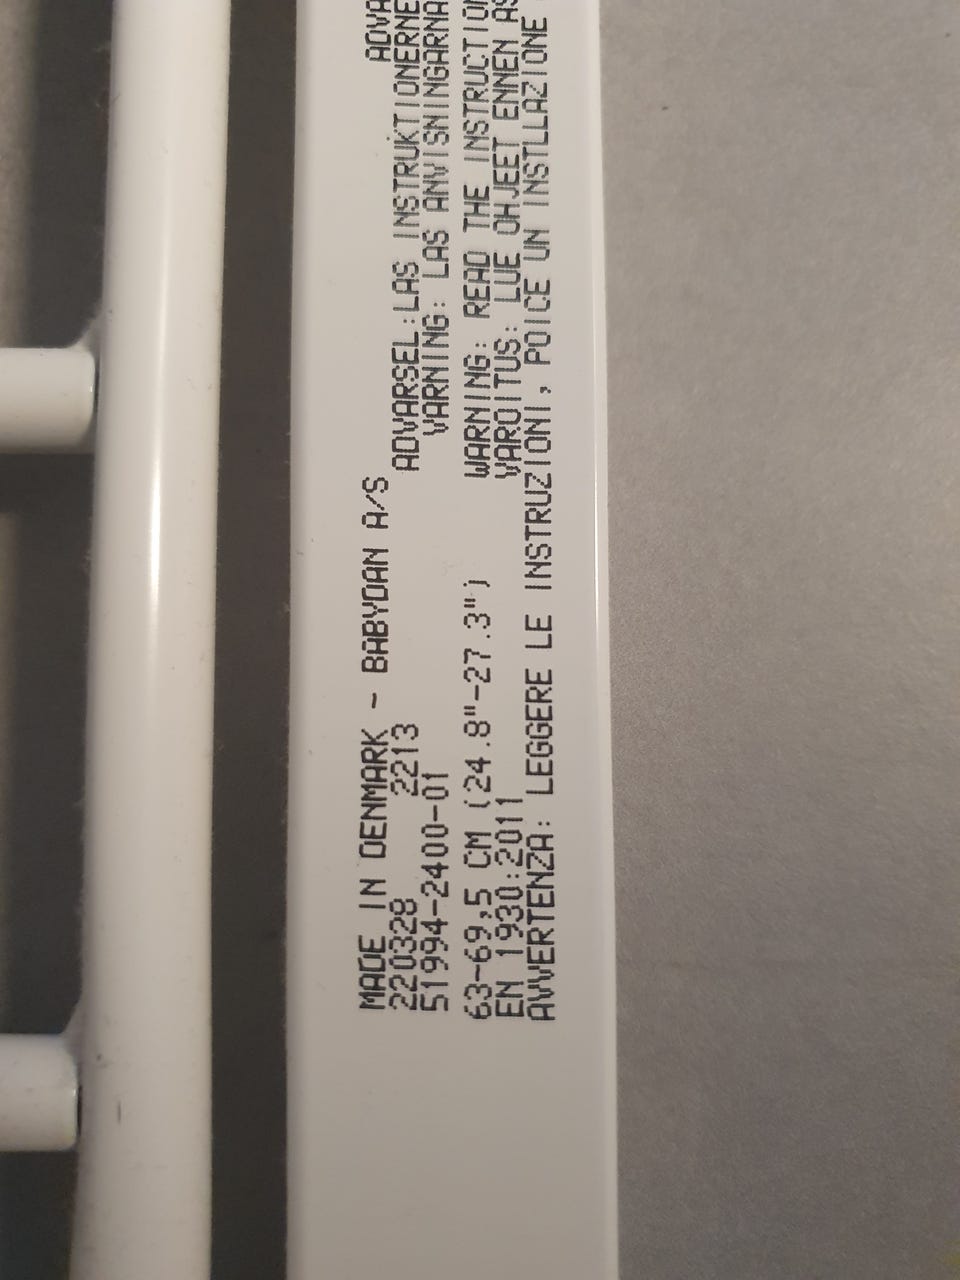 MADE IN DENMARK - BABYDAN A/S
220328 2213
51994-2400-01
63-69,5 CM (24.8"-27.3")
EN 1930:2011
ADVARSEL:LAS INSTRUKTIONERNE
VARNING: LAS ANVISNINGARNA
WARNING: READ THE
VAROITUS: LUE OHJEET ENNEN
AVVERTENZA: LEGGERE LE INSTRUZIONI, POICE UN INSTLLAZIONE